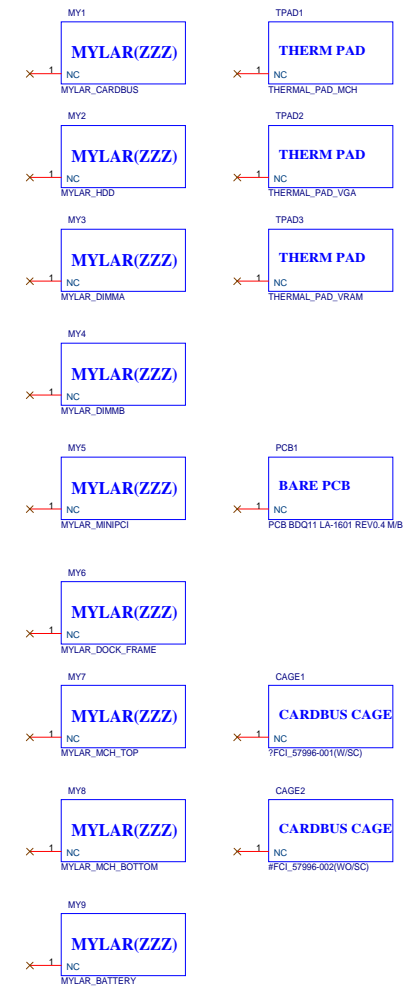 MY1
MYLAR(ZZZ)
1
NC
MYLAR_CARDBUS
TPAD1
THERM PAD
1
NC
THERMAL_PAD_MCH
MY2
MYLAR(ZZZ)
1
NC
MYLAR_HDD
TPAD2
THERM PAD
1
NC
THERMAL_PAD_VGA
MY3
MYLAR(ZZZ)
1
NC
MYLAR_DIMMA
TPAD3
THERM PAD
1
NC
THERMAL_PAD_VRAM
MY4
MYLAR(ZZZ)
1
NC
MYLAR_DIMMB
MY5
MYLAR(ZZZ)
1
NC
MYLAR_MINIPCI
PCB1
BARE PCB
1
NC
PCB BDQ11 LA-1601 REV0.4 M/B
MY6
MYLAR(ZZZ)
1
NC
MYLAR_DOCK_FRAME
MY7
MYLAR(ZZZ)
1
NC
MYLAR_MCH_TOP
CAGE1
CARDBUS CAGE
1
NC
?FCI_57996-001(W/SC)
MY8
MYLAR(ZZZ)
1
NC
MYLAR_MCH_BOTTOM
CAGE2
CARDBUS CAGE
1
NC
#FCI_57996-002(WO/SC)
MY9
MYLAR(ZZZ)
1
NC
MYLAR_BATTERY